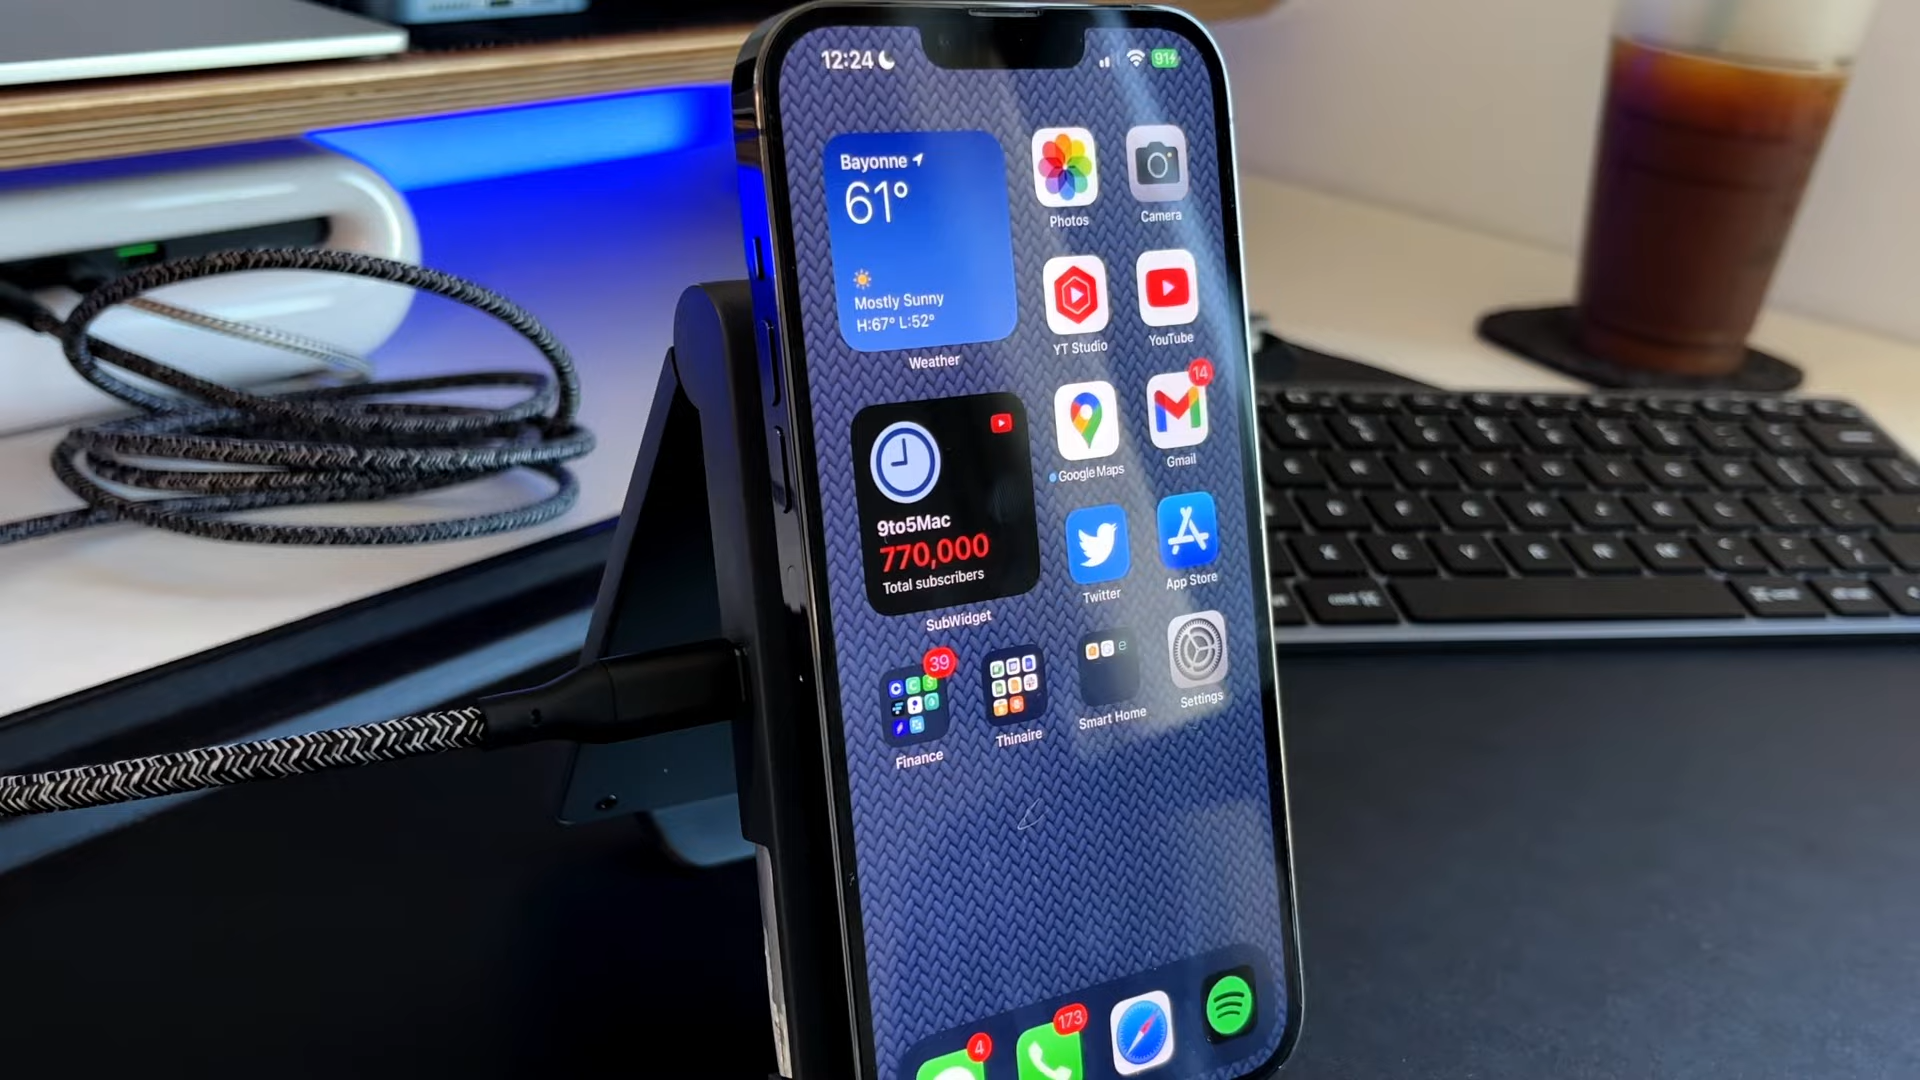 12:24
91
Bayonne
61°
Mostly Sunny
H:67° L:52°
Weather
Photos
Camera
YT Studio
YouTube
9to5Mac
770,000
Total subscribers
SubWidget
Google Maps
14
Gmail
Twitter
App Store
39
Finance
Thinaire
Smart Home
Settings
4
173